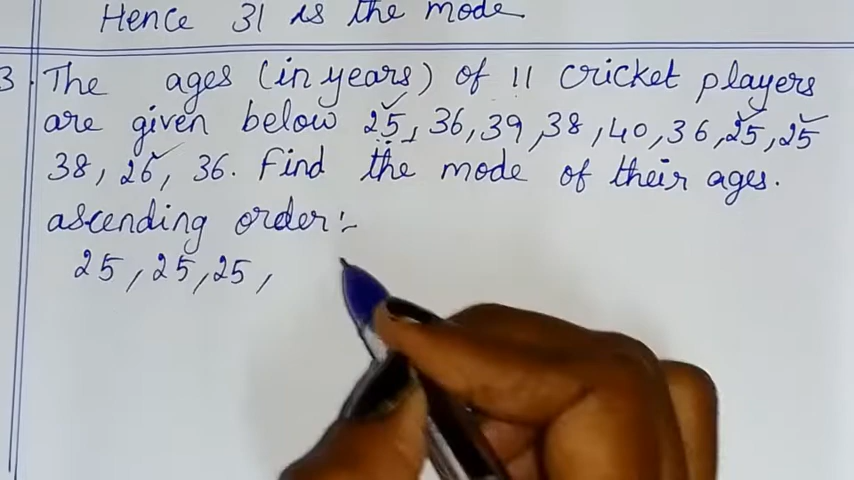 Hence 31 is the mode
3. The ages (in years) of 11 cricket players
are given below 25, 36, 39, 38, 40, 36, 25, 25
38, 26, 36. Find the mode of their ages.
ascending order:-
25, 25, 25,